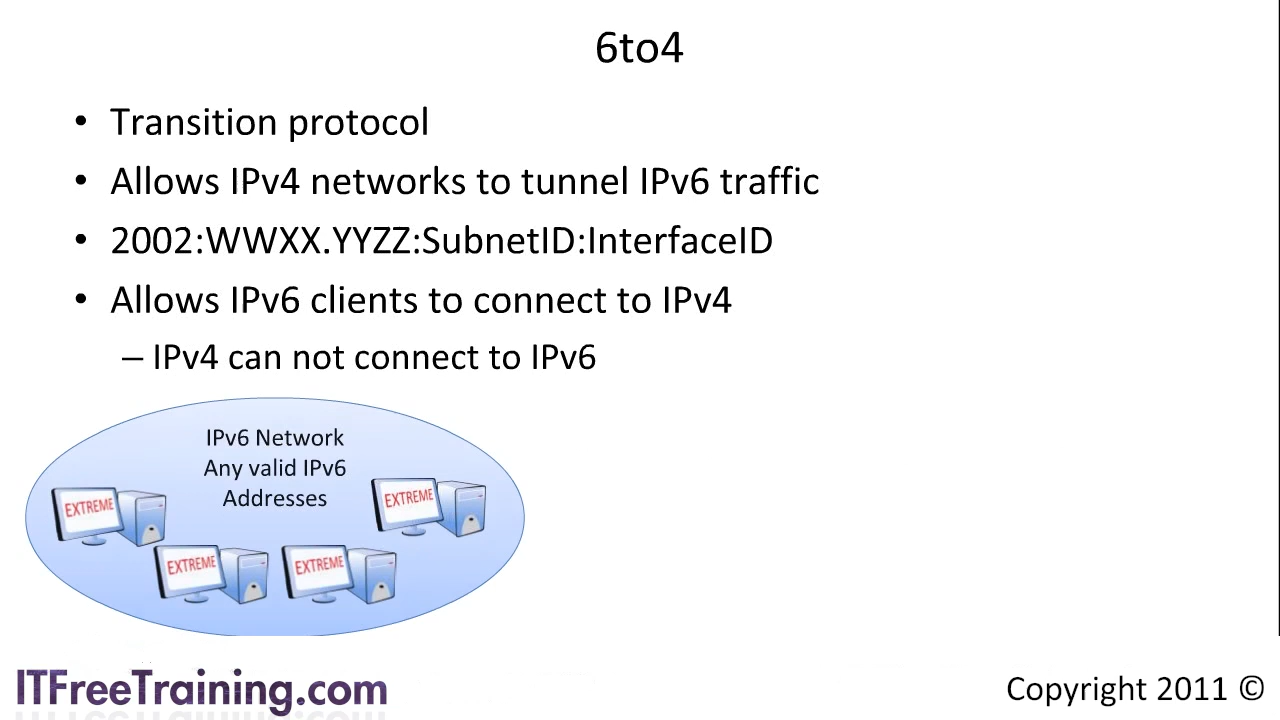 6to4
• Transition protocol
• Allows IPv4 networks to tunnel IPv6 traffic
• 2002:WWXX.YYZZ:SubnetID:InterfaceID
• Allows IPv6 clients to connect to IPv4
– IPv4 can not connect to IPv6
IPv6 Network
Any valid IPv6
Addresses
EXTREME
EXTREME
EXTREME
EXTREME
ITFreeTraining.com
Copyright 2011 ©